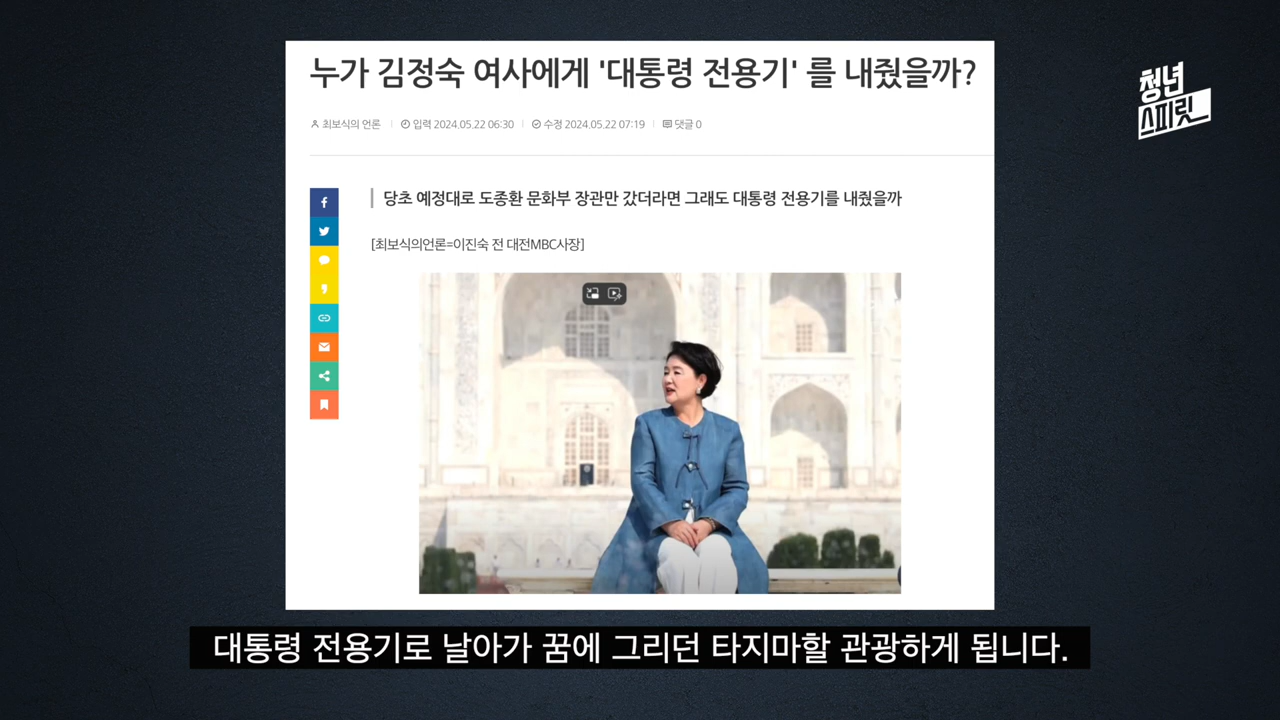 누가 김정숙 여사에게 '대통령 전용기' 를 내줬을까?
청년
스피릿
최보식의 언론 입력 2024.05.22 06:30 수정 2024.05.22 07:19 댓글 0
당초 예정대로 도종환 문화부 장관만 갔더라면 그래도 대통령 전용기를 내줬을까
[최보식의언론=이진숙 전 대전MBC사장]
대통령 전용기로 날아가 꿈에 그리던 타지마할 관광하게 됩니다.